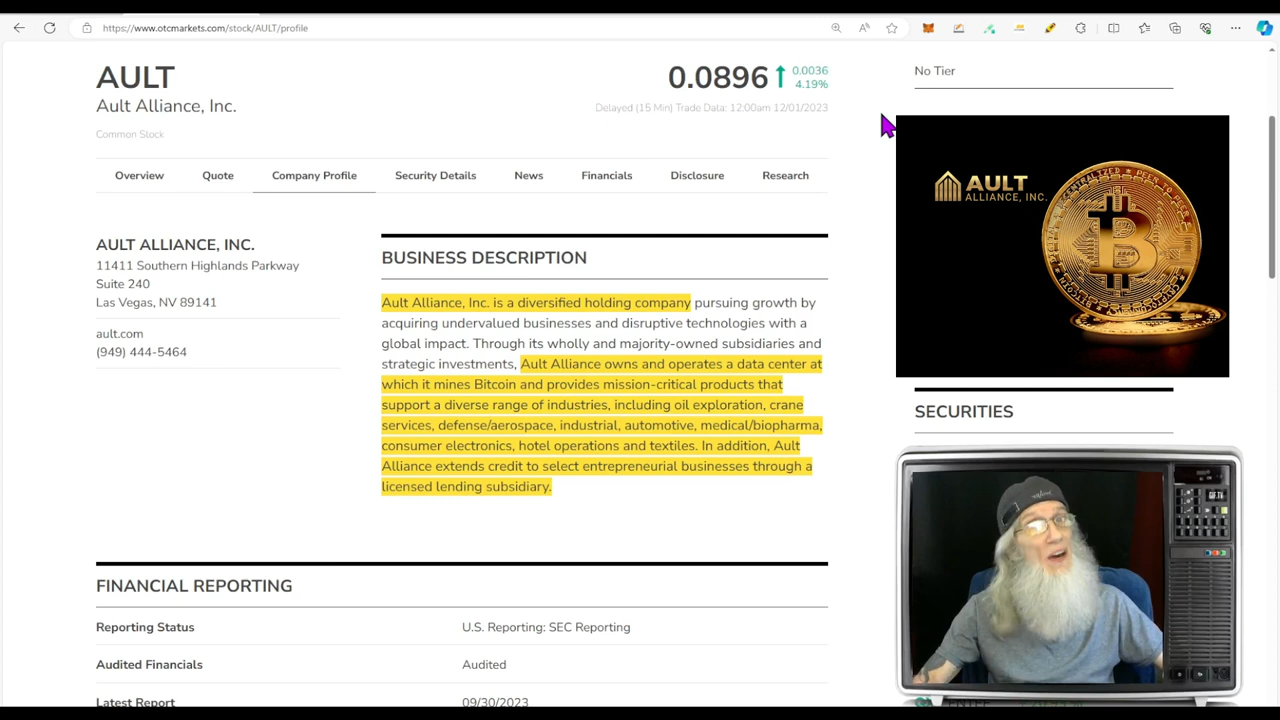 https://www.otcmarkets.com/stock/AULT/profile
AULT
Ault Alliance, Inc.
Common Stock
0.0896
0.0036
4.19%
Delayed (15 Min) Trade Data: 12:00am 12/01/2023
Overview
Quote
Company Profile
Security Details
News
Financials
Disclosure
Research
AULT ALLIANCE, INC.
11411 Southern Highlands Parkway
Suite 240
Las Vegas, NV 89141
ault.com
(949) 444-5464
BUSINESS DESCRIPTION
Ault Alliance, Inc. is a diversified holding company pursuing growth by
acquiring undervalued businesses and disruptive technologies with a
global impact. Through its wholly and majority-owned subsidiaries and
strategic investments, Ault Alliance owns and operates a data center at
which it mines Bitcoin and provides mission-critical products that
support a diverse range of industries, including oil exploration, crane
services, defense/aerospace, industrial, automotive, medical/biopharma,
consumer electronics, hotel operations and textiles. In addition, Ault
Alliance extends credit to select entrepreneurial businesses through a
licensed lending subsidiary.
FINANCIAL REPORTING
Reporting Status
U.S. Reporting: SEC Reporting
Audited Financials
Audited
Latest Report
09/30/2023
No Tier
AULT
ALLIANCE, INC.
SECURITIES